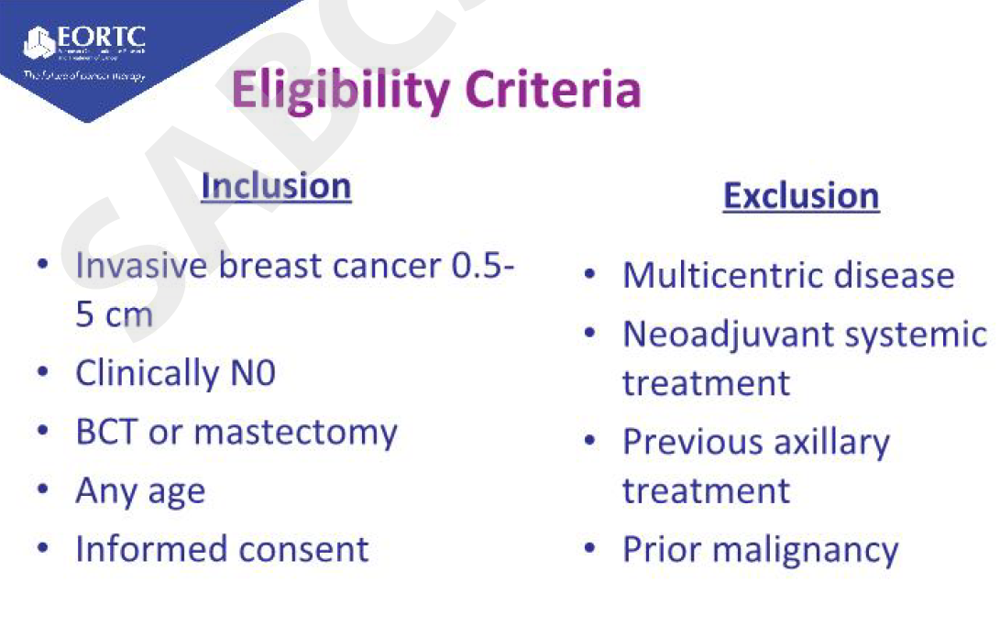 EORTC
The future of cancer therapy
Eligibility Criteria
Inclusion
• Invasive breast cancer 0.5-
5 cm
• Clinically N0
• BCT or mastectomy
• Any age
• Informed consent
Exclusion
• Multicentric disease
• Neoadjuvant systemic
treatment
• Previous axillary
treatment
• Prior malignancy
SABC